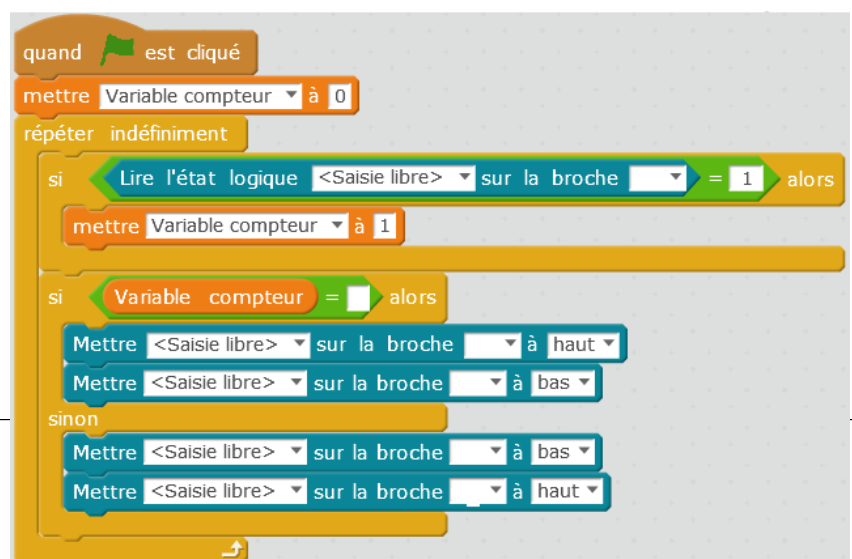 quand est cliqué
mettre Variable compteur à 0
répéter indéfiniment
si Lire l'état logique <Saisie libre> sur la broche = 1 alors
mettre Variable compteur à 1
si Variable compteur = alors
Mettre <Saisie libre> sur la broche à haut
Mettre <Saisie libre> sur la broche à bas
sinon
Mettre <Saisie libre> sur la broche à bas
Mettre <Saisie libre> sur la broche à haut